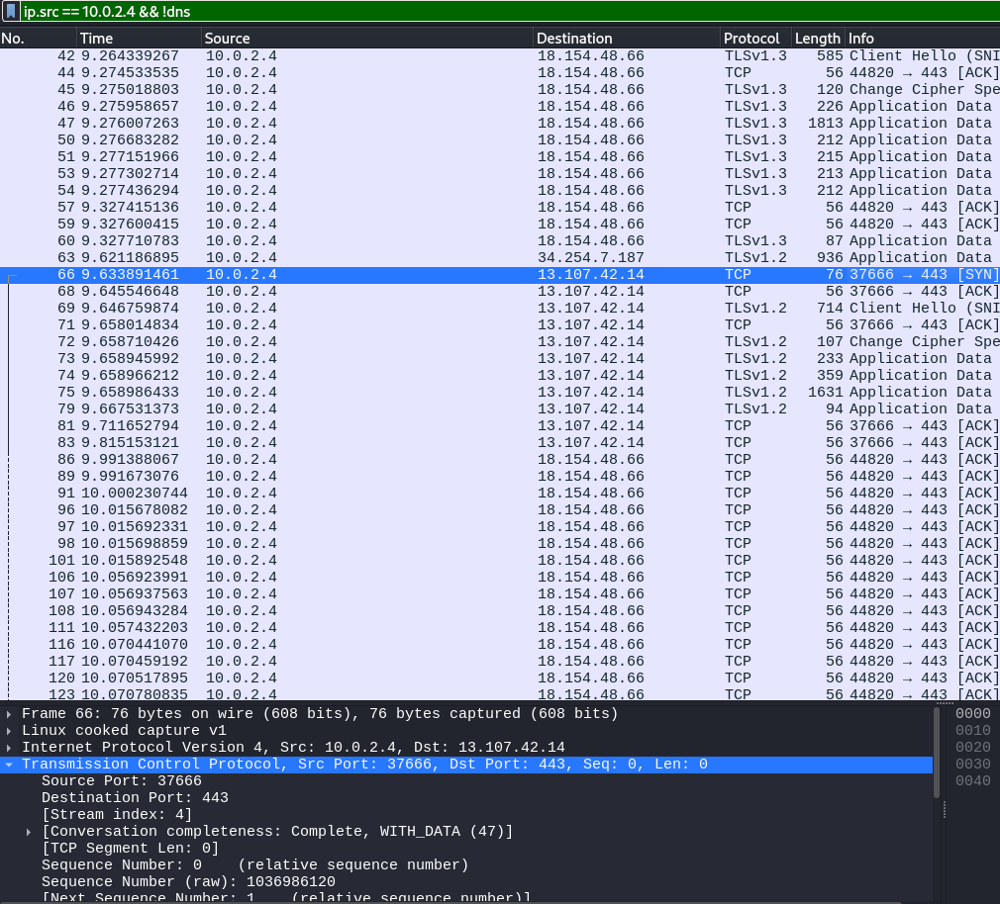 ip.src == 10.0.2.4 && !dns
No. Time Source Destination Protocol Length Info
42 9.264339267 10.0.2.4 18.154.48.66 TLSv1.3 585 Client Hello (SNI
44 9.274533535 10.0.2.4 18.154.48.66 TCP 56 44820 → 443 [ACK]
45 9.275018803 10.0.2.4 18.154.48.66 TLSv1.3 120 Change Cipher Spe
46 9.275958657 10.0.2.4 18.154.48.66 TLSv1.3 226 Application Data
47 9.276007263 10.0.2.4 18.154.48.66 TLSv1.3 1813 Application Data
50 9.276683282 10.0.2.4 18.154.48.66 TLSv1.3 212 Application Data
51 9.277151966 10.0.2.4 18.154.48.66 TLSv1.3 215 Application Data
53 9.277302714 10.0.2.4 18.154.48.66 TLSv1.3 213 Application Data
54 9.277436294 10.0.2.4 18.154.48.66 TLSv1.3 212 Application Data
57 9.327415136 10.0.2.4 18.154.48.66 TCP 56 44820 → 443 [ACK]
59 9.327600415 10.0.2.4 18.154.48.66 TCP 56 44820 → 443 [ACK]
60 9.327710783 10.0.2.4 18.154.48.66 TLSv1.3 87 Application Data
63 9.621186895 10.0.2.4 34.254.7.187 TLSv1.2 936 Application Data
66 9.633891461 10.0.2.4 13.107.42.14 TCP 76 37666 → 443 [SYN]
68 9.645546648 10.0.2.4 13.107.42.14 TCP 56 37666 → 443 [ACK]
69 9.646759874 10.0.2.4 13.107.42.14 TLSv1.2 714 Client Hello (SNI
71 9.658014834 10.0.2.4 13.107.42.14 TCP 56 37666 → 443 [ACK]
72 9.658710426 10.0.2.4 13.107.42.14 TLSv1.2 107 Change Cipher Spe
73 9.658945992 10.0.2.4 13.107.42.14 TLSv1.2 233 Application Data
74 9.658966212 10.0.2.4 13.107.42.14 TLSv1.2 359 Application Data
75 9.658986433 10.0.2.4 13.107.42.14 TLSv1.2 1631 Application Data
79 9.667531373 10.0.2.4 13.107.42.14 TLSv1.2 94 Application Data
81 9.711652794 10.0.2.4 13.107.42.14 TCP 56 37666 → 443 [ACK]
83 9.815153121 10.0.2.4 13.107.42.14 TCP 56 37666 → 443 [ACK]
86 9.991388067 10.0.2.4 18.154.48.66 TCP 56 44820 → 443 [ACK]
89 9.991673076 10.0.2.4 18.154.48.66 TCP 56 44820 → 443 [ACK]
91 10.000230744 10.0.2.4 18.154.48.66 TCP 56 44820 → 443 [ACK]
96 10.015678082 10.0.2.4 18.154.48.66 TCP 56 44820 → 443 [ACK]
97 10.015692331 10.0.2.4 18.154.48.66 TCP 56 44820 → 443 [ACK]
98 10.015698859 10.0.2.4 18.154.48.66 TCP 56 44820 → 443 [ACK]
101 10.015892548 10.0.2.4 18.154.48.66 TCP 56 44820 → 443 [ACK]
106 10.056923991 10.0.2.4 18.154.48.66 TCP 56 44820 → 443 [ACK]
107 10.056937563 10.0.2.4 18.154.48.66 TCP 56 44820 → 443 [ACK]
108 10.056943284 10.0.2.4 18.154.48.66 TCP 56 44820 → 443 [ACK]
111 10.057432203 10.0.2.4 18.154.48.66 TCP 56 44820 → 443 [ACK]
116 10.070441070 10.0.2.4 18.154.48.66 TCP 56 44820 → 443 [ACK]
117 10.070459192 10.0.2.4 18.154.48.66 TCP 56 44820 → 443 [ACK]
120 10.070517895 10.0.2.4 18.154.48.66 TCP 56 44820 → 443 [ACK]
123 10.070780835 10.0.2.4 18.154.48.66 TCP 56 44820 → 443 [ACK]
Frame 66: 76 bytes on wire (608 bits), 76 bytes captured (608 bits)
Linux cooked capture v1
Internet Protocol Version 4, Src: 10.0.2.4, Dst: 13.107.42.14
Transmission Control Protocol, Src Port: 37666, Dst Port: 443, Seq: 0, Len: 0
Source Port: 37666
Destination Port: 443
[Stream index: 4]
[Conversation completeness: Complete, WITH_DATA (47)]
[TCP Segment Len: 0]
Sequence Number: 0 (relative sequence number)
Sequence Number (raw): 1036986120
[Next Sequence Number: 1 (relative sequence number)]
0000
0010
0020
0030
0040